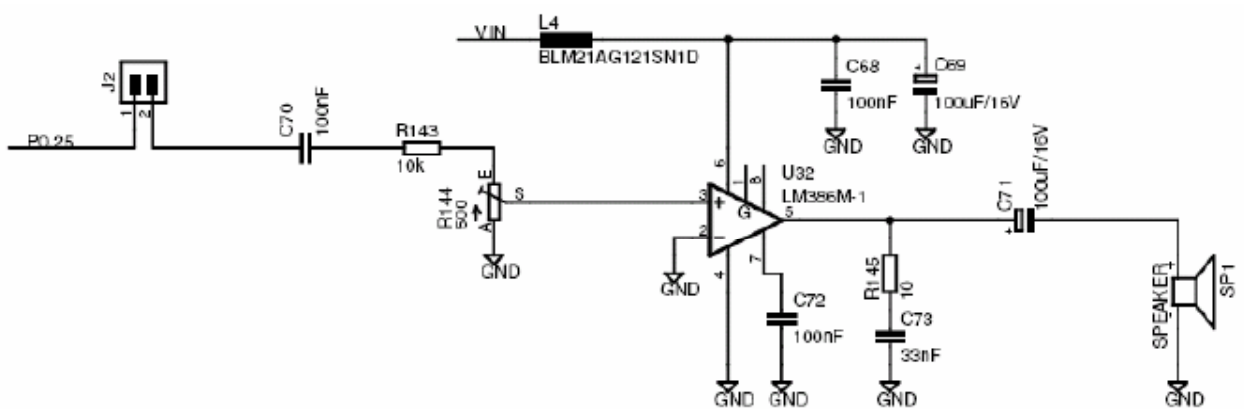 L4
VIN
BLM21AG121SN1D
J2
1
2
C70
100nF
C68
100nF
C69
100uF/16V
GND
GND
P0.25
R143
10k
E
S
R144
500
A
GND
6
1
8
U32
LM386M-1
3
+
G
5
2
-
4
7
GND
C71
100uF/16V
+
R145
10
C72
100nF
C73
33nF
SPEAKER
+
-
SP1
GND
GND
GND
GND